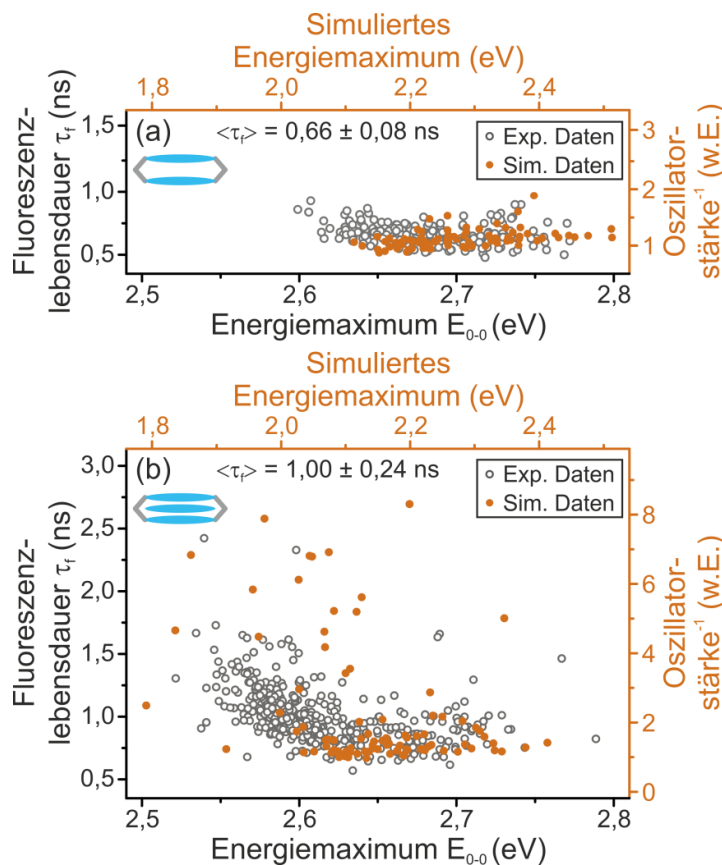 Simuliertes
Energiemaximum (eV)
1,8 2,0 2,2 2,4
(a) <τf> = 0,66 ± 0,08 ns
Exp. Daten
Sim. Daten
Fluoreszenz-
lebensdauer τf (ns)
1,5
1,0
0,5
3
2
1
Oszillator-
stärke-1 (w.E.)
2,5 2,6 2,7 2,8
Energiemaximum E0-0 (eV)
Simuliertes
Energiemaximum (eV)
1,8 2,0 2,2 2,4
(b) <τf> = 1,00 ± 0,24 ns
Exp. Daten
Sim. Daten
Fluoreszenz-
lebensdauer τf (ns)
3,0
2,5
2,0
1,5
1,0
0,5
8
6
4
2
0
Oszillator-
stärke-1 (w.E.)
2,5 2,6 2,7 2,8
Energiemaximum E0-0 (eV)